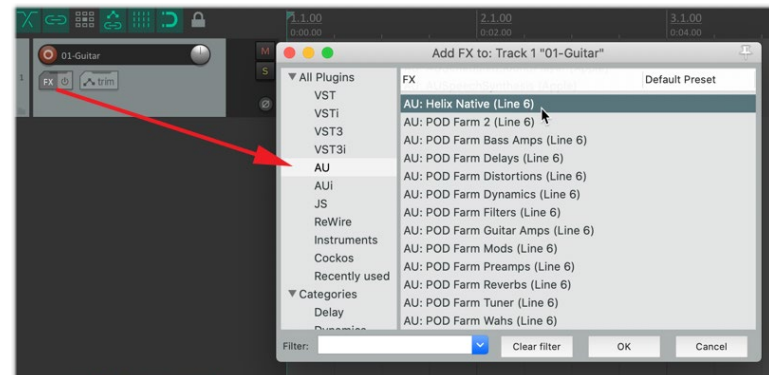 1.1.00
0:00.00
2.1.00
0:02.00
3.1.00
0:04.00
01-Guitar
M
S
1
FX
trim
Add FX to: Track 1 "01-Guitar"
All Plugins
VST
VSTi
VST3
VST3i
AU
AUi
JS
ReWire
Instruments
Cockos
Recently used
Categories
Delay
Dynamics
FX
Default Preset
AU: Helix Native (Line 6)
AU: POD Farm 2 (Line 6)
AU: POD Farm Bass Amps (Line 6)
AU: POD Farm Delays (Line 6)
AU: POD Farm Distortions (Line 6)
AU: POD Farm Dynamics (Line 6)
AU: POD Farm Filters (Line 6)
AU: POD Farm Guitar Amps (Line 6)
AU: POD Farm Mods (Line 6)
AU: POD Farm Preamps (Line 6)
AU: POD Farm Reverbs (Line 6)
AU: POD Farm Tuner (Line 6)
AU: POD Farm Wahs (Line 6)
Filter:
Clear filter
OK
Cancel